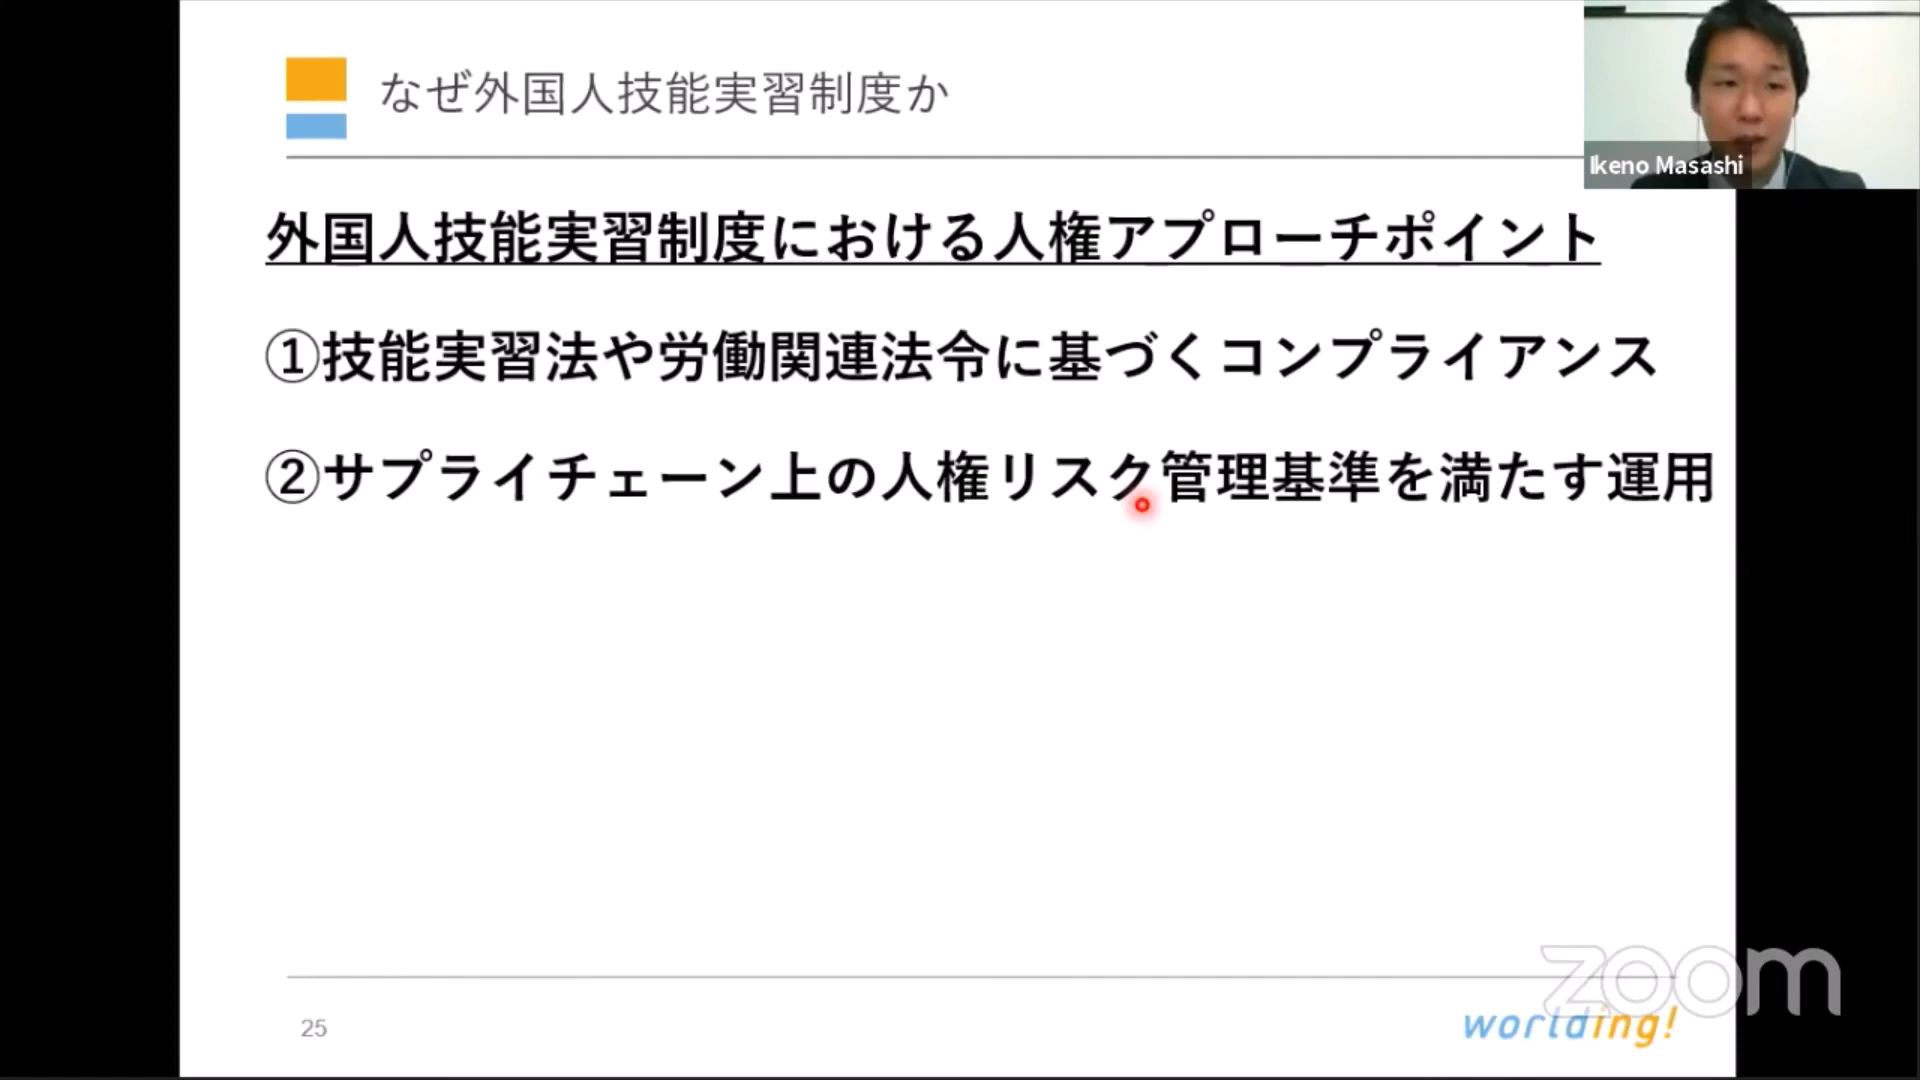 なぜ外国人技能実習制度か
Ikeno Masashi
外国人技能実習制度における人権アプローチポイント
①技能実習法や労働関連法令に基づくコンプライアンス
②サプライチェーン上の人権リスク管理基準を満たす運用
zoom
25
worlding!